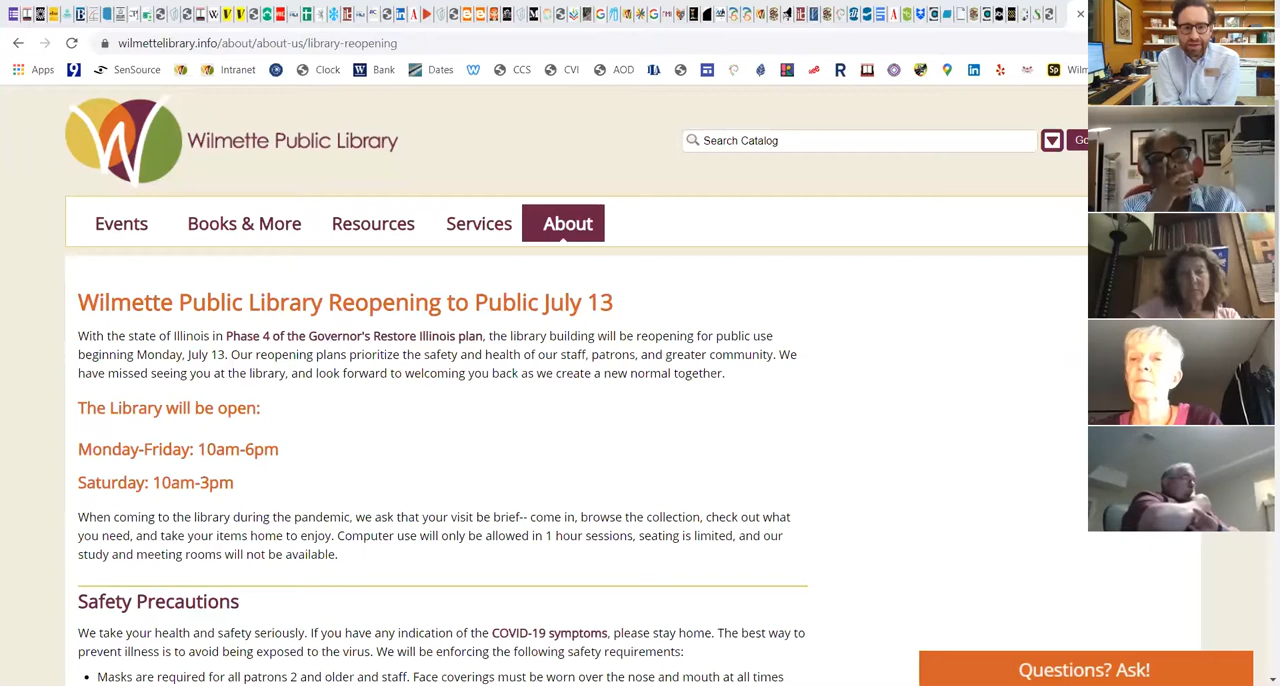 wilmettelibrary.info/about/about-us/library-reopening
Apps SenSource Intranet Clock Bank Dates CCS CVI AOD Wilm
Wilmette Public Library
Search Catalog
Go
Events Books & More Resources Services About
Wilmette Public Library Reopening to Public July 13
With the state of Illinois in Phase 4 of the Governor's Restore Illinois plan, the library building will be reopening for public use
beginning Monday, July 13. Our reopening plans prioritize the safety and health of our staff, patrons, and greater community. We
have missed seeing you at the library, and look forward to welcoming you back as we create a new normal together.
The Library will be open:
Monday-Friday: 10am-6pm
Saturday: 10am-3pm
When coming to the library during the pandemic, we ask that your visit be brief-- come in, browse the collection, check out what
you need, and take your items home to enjoy. Computer use will only be allowed in 1 hour sessions, seating is limited, and our
study and meeting rooms will not be available.
Safety Precautions
We take your health and safety seriously. If you have any indication of the COVID-19 symptoms, please stay home. The best way to
prevent illness is to avoid being exposed to the virus. We will be enforcing the following safety requirements:
• Masks are required for all patrons 2 and older and staff. Face coverings must be worn over the nose and mouth at all times
Questions? Ask!